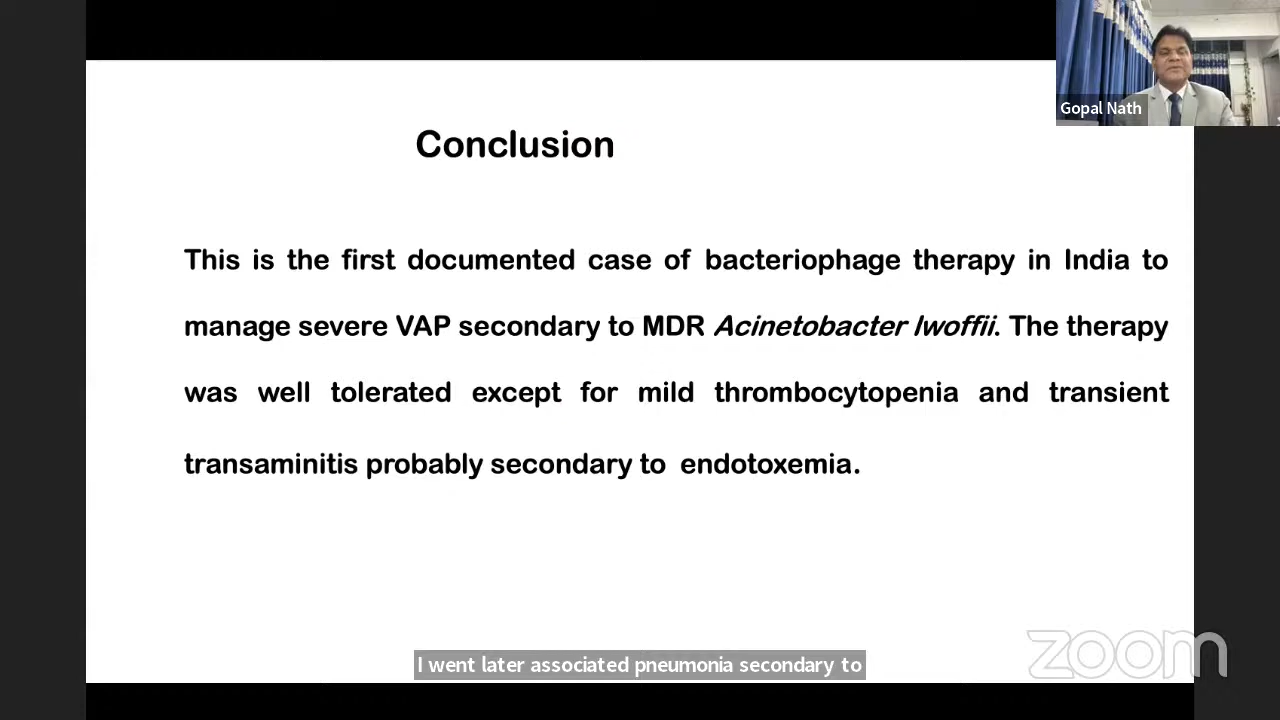 Gopal Nath
Conclusion
This is the first documented case of bacteriophage therapy in India to
manage severe VAP secondary to MDR Acinetobacter lwoffii. The therapy
was well tolerated except for mild thrombocytopenia and transient
transaminitis probably secondary to endotoxemia.
I went later associated pneumonia secondary to
zoom